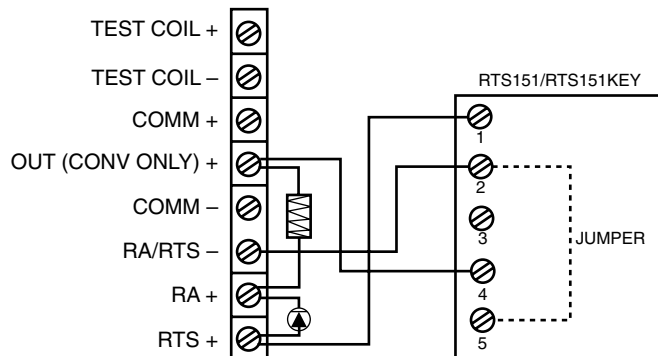 TEST COIL +
TEST COIL –
COMM +
OUT (CONV ONLY) +
COMM –
RA/RTS –
RA +
RTS +
RTS151/RTS151KEY
1
2
3
4
5
JUMPER